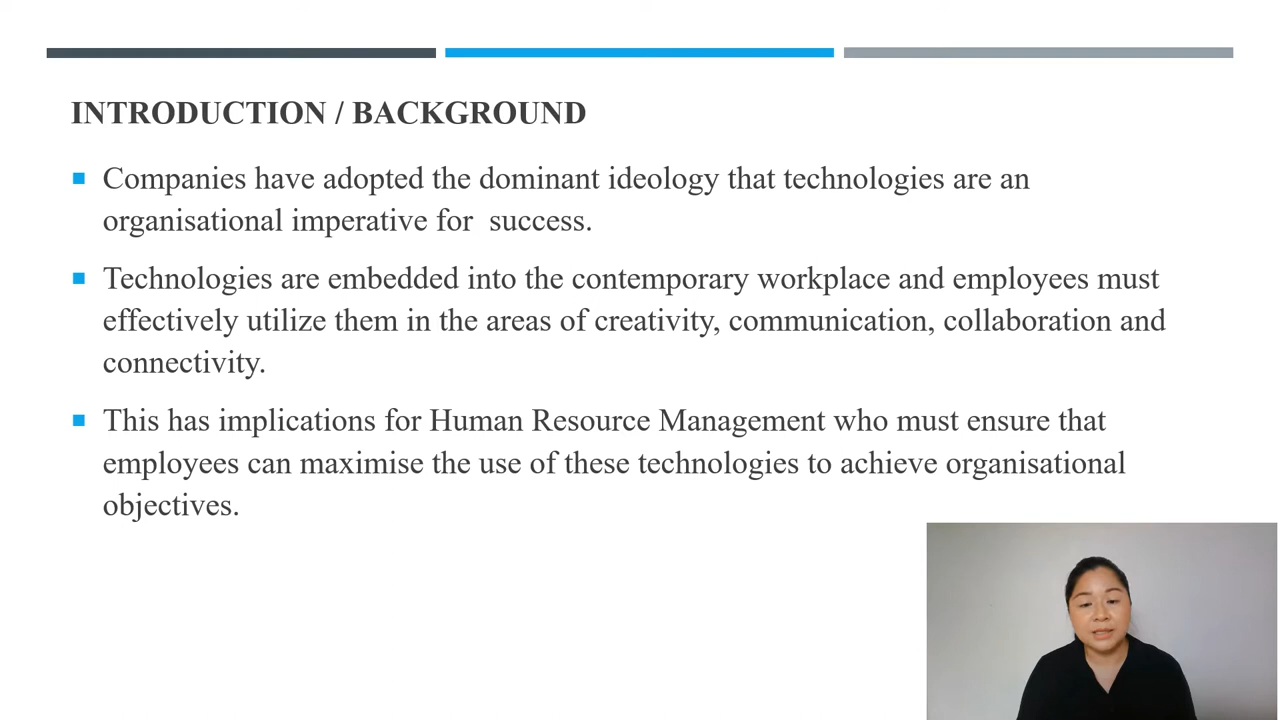 INTRODUCTION / BACKGROUND
Companies have adopted the dominant ideology that technologies are an
organisational imperative for  success.
Technologies are embedded into the contemporary workplace and employees must
effectively utilize them in the areas of creativity, communication, collaboration and
connectivity.
This has implications for Human Resource Management who must ensure that
employees can maximise the use of these technologies to achieve organisational
objectives.